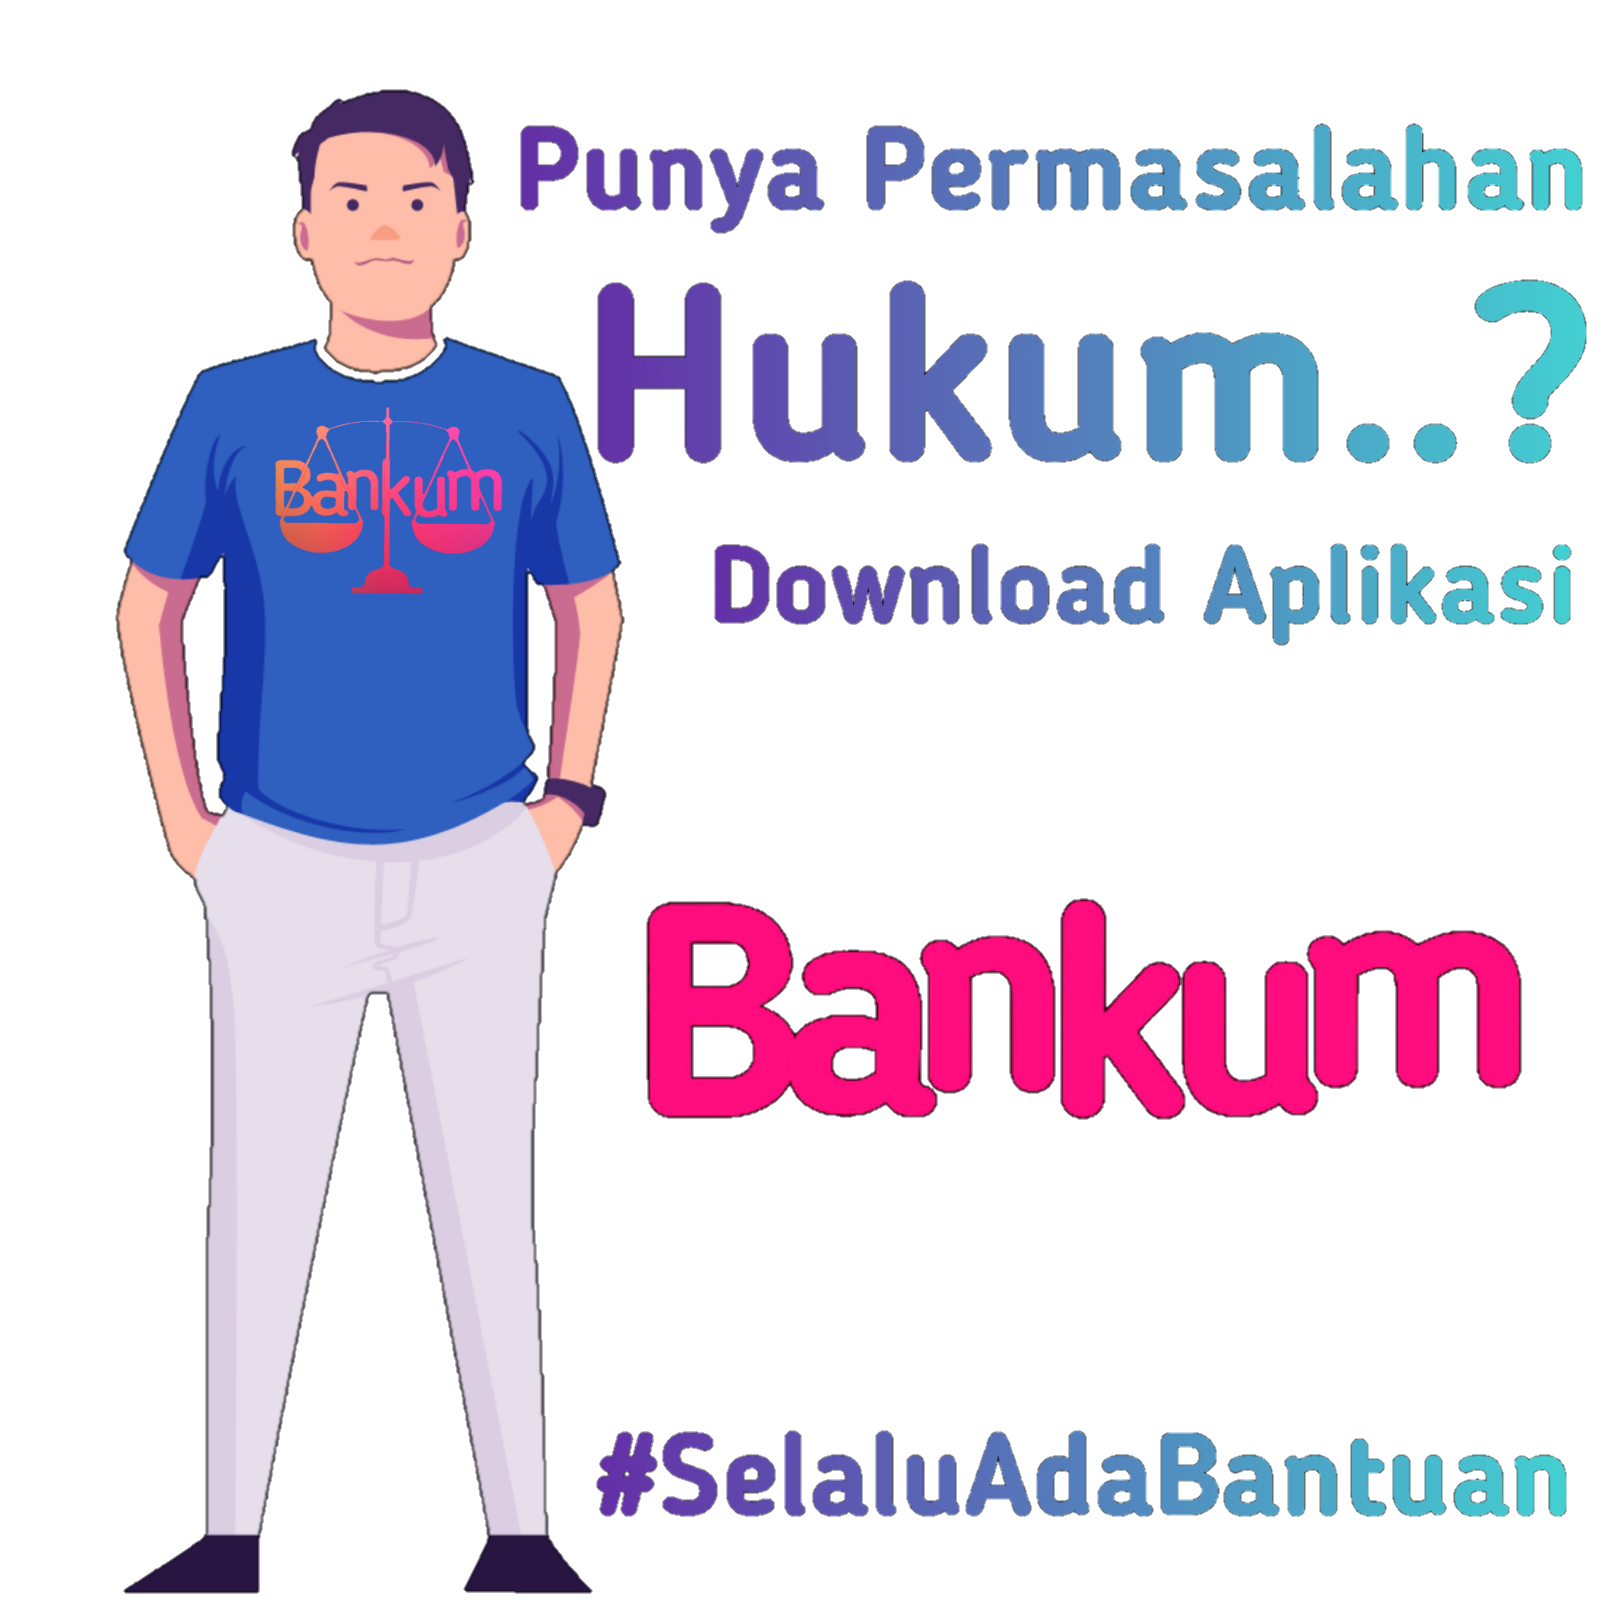 Punya Permasalahan
Hukum..?
Bankum
Download Aplikasi
Bankum
#SelaluAdaBantuan